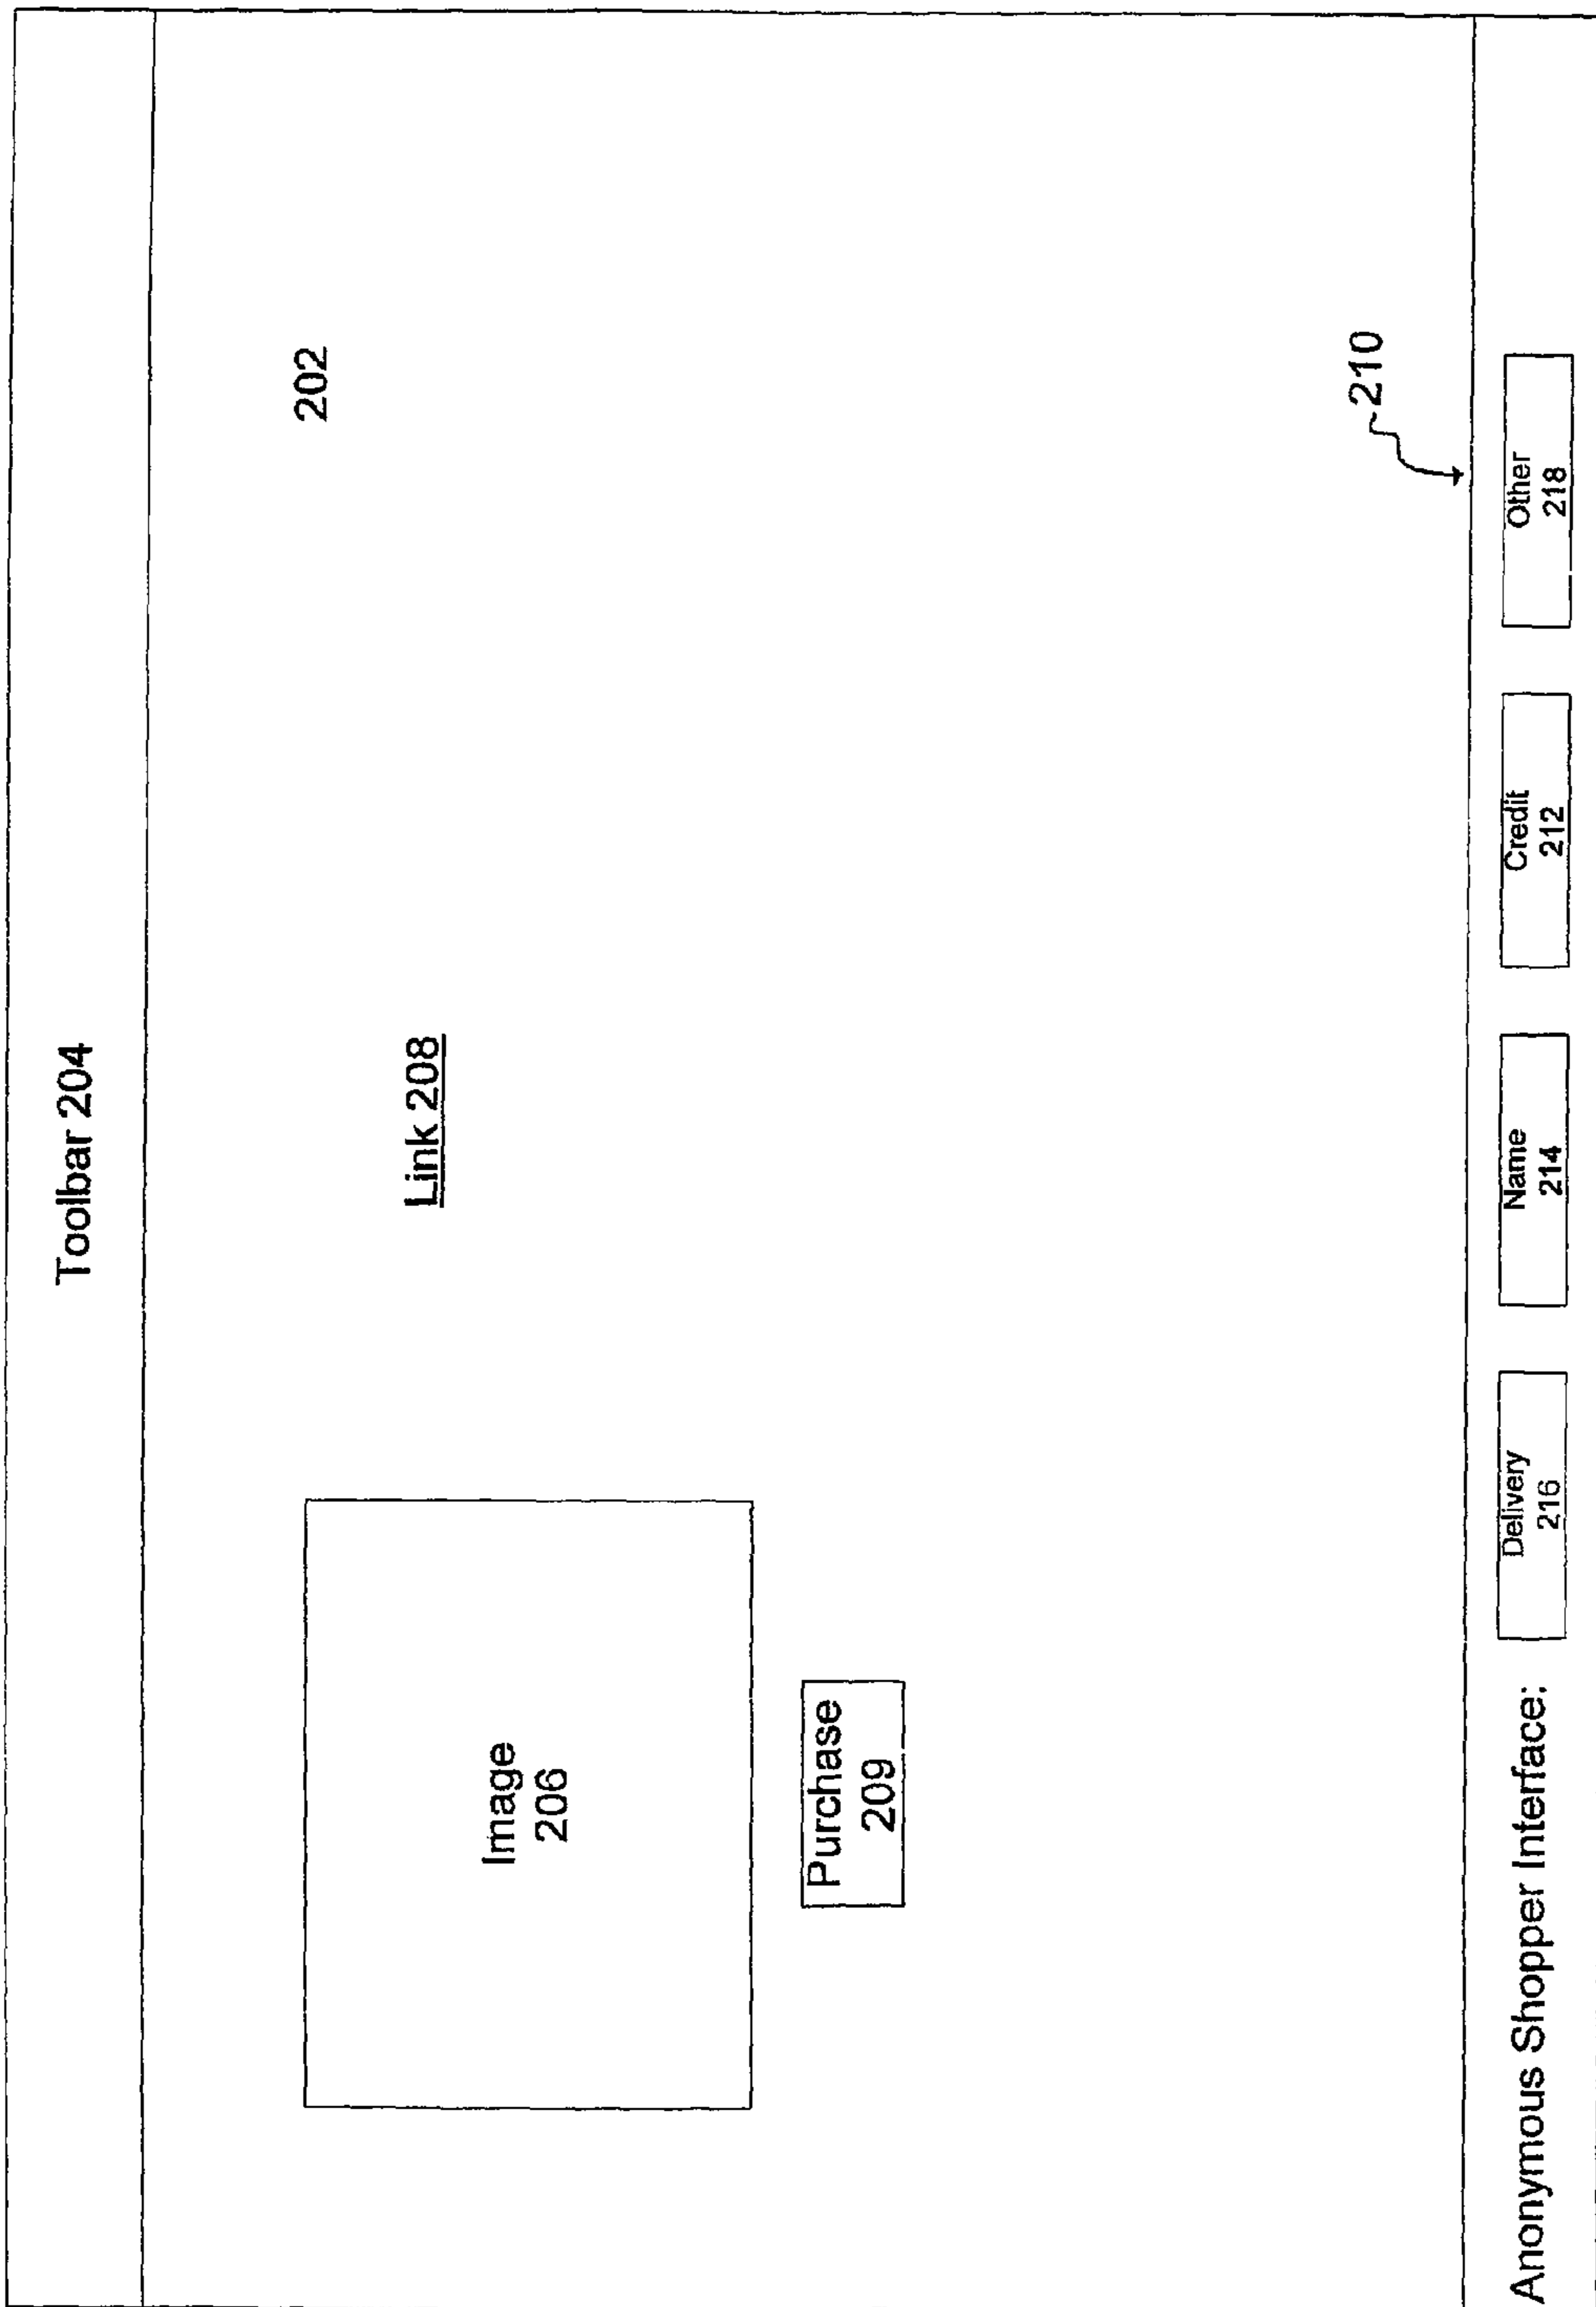 Toolbar 204
202
Link 208
Image
206
Purchase
209
210
Anonymous Shopper Interface:
Delivery
216
Name
214
Credit
212
Other
218